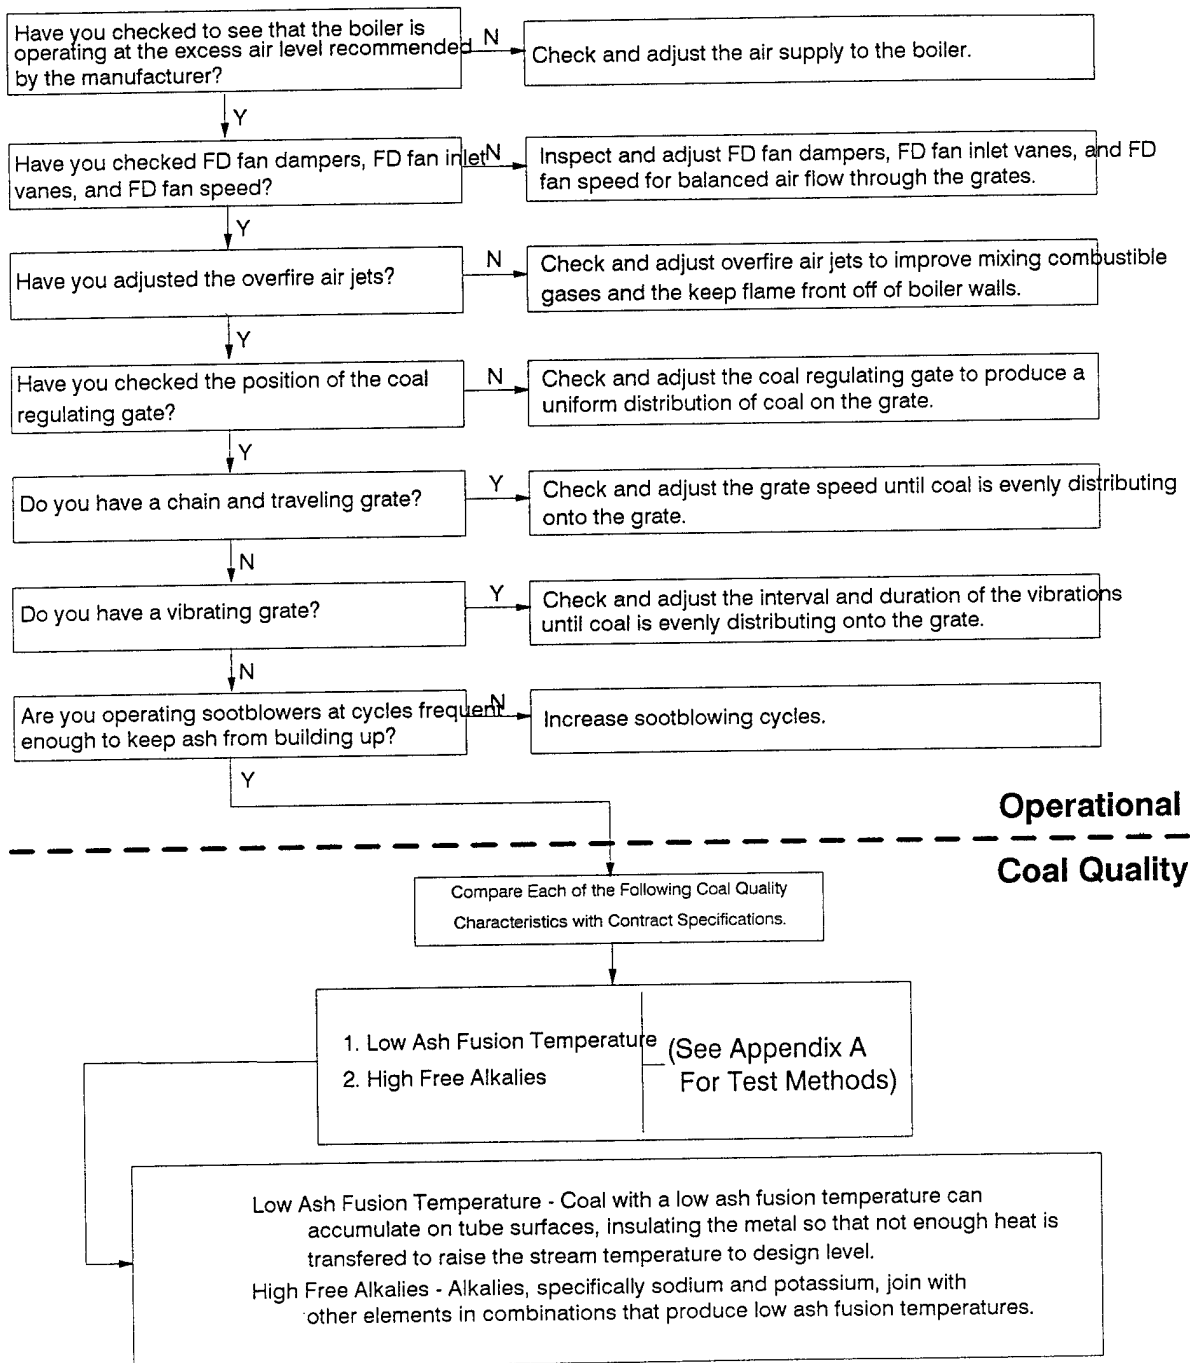 Have you checked to see that the boiler is
operating at the excess air level recommended
by the manufacturer?
N
Check and adjust the air supply to the boiler.
Y
Have you checked FD fan dampers, FD fan inlet
vanes, and FD fan speed?
N
Inspect and adjust FD fan dampers, FD fan inlet vanes, and FD
fan speed for balanced air flow through the grates.
Y
Have you adjusted the overfire air jets?
N
Check and adjust overfire air jets to improve mixing combustible
gases and the keep flame front off of boiler walls.
Y
Have you checked the position of the coal
regulating gate?
N
Check and adjust the coal regulating gate to produce a
uniform distribution of coal on the grate.
Y
Do you have a chain and traveling grate?
Y
Check and adjust the grate speed until coal is evenly distributing
onto the grate.
N
Do you have a vibrating grate?
Y
Check and adjust the interval and duration of the vibrations
until coal is evenly distributing onto the grate.
N
Are you operating sootblowers at cycles frequent
enough to keep ash from building up?
N
Increase sootblowing cycles.
Y
Operational
Coal Quality
Compare Each of the Following Coal Quality
Characteristics with Contract Specifications.
1. Low Ash Fusion Temperature
2. High Free Alkalies
(See Appendix A
For Test Methods)
Low Ash Fusion Temperature - Coal with a low ash fusion temperature can
accumulate on tube surfaces, insulating the metal so that not enough heat is
transfered to raise the stream temperature to design level.
High Free Alkalies - Alkalies, specifically sodium and potassium, join with
other elements in combinations that produce low ash fusion temperatures.